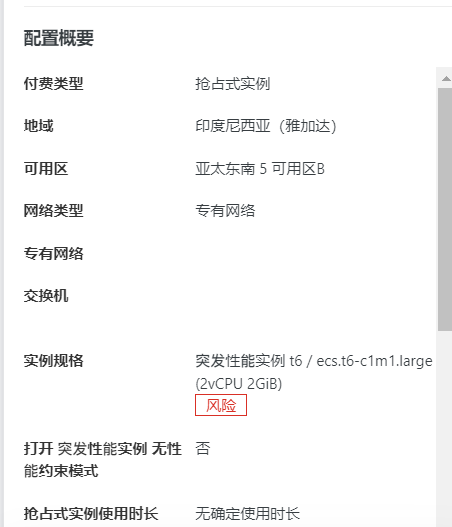 配置概要
付费类型 抢占式实例
地域 印度尼西亚（雅加达）
可用区 亚太东南 5 可用区B
网络类型 专有网络
专有网络
交换机
实例规格 突发性能实例 t6 / ecs.t6-c1m1.large
(2vCPU 2GiB)
风险
打开 突发性能实例 无性 否
能约束模式
抢占式实例使用时长 无确定使用时长